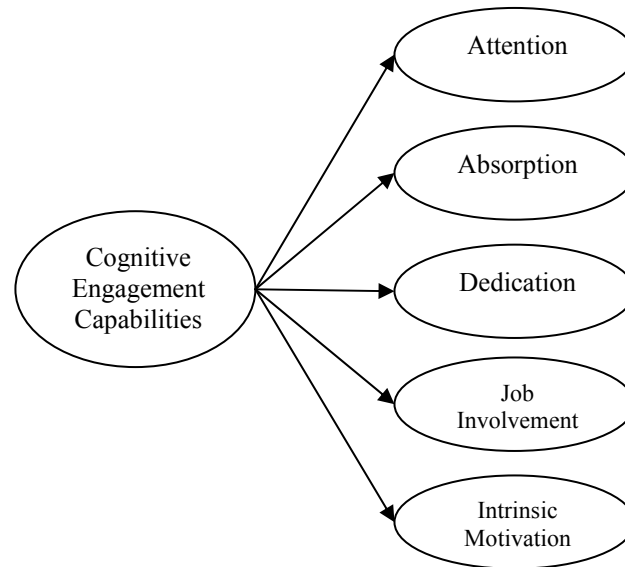 Attention
Absorption
Cognitive
Engagement
Capabilities
Dedication
Job
Involvement
Intrinsic
Motivation